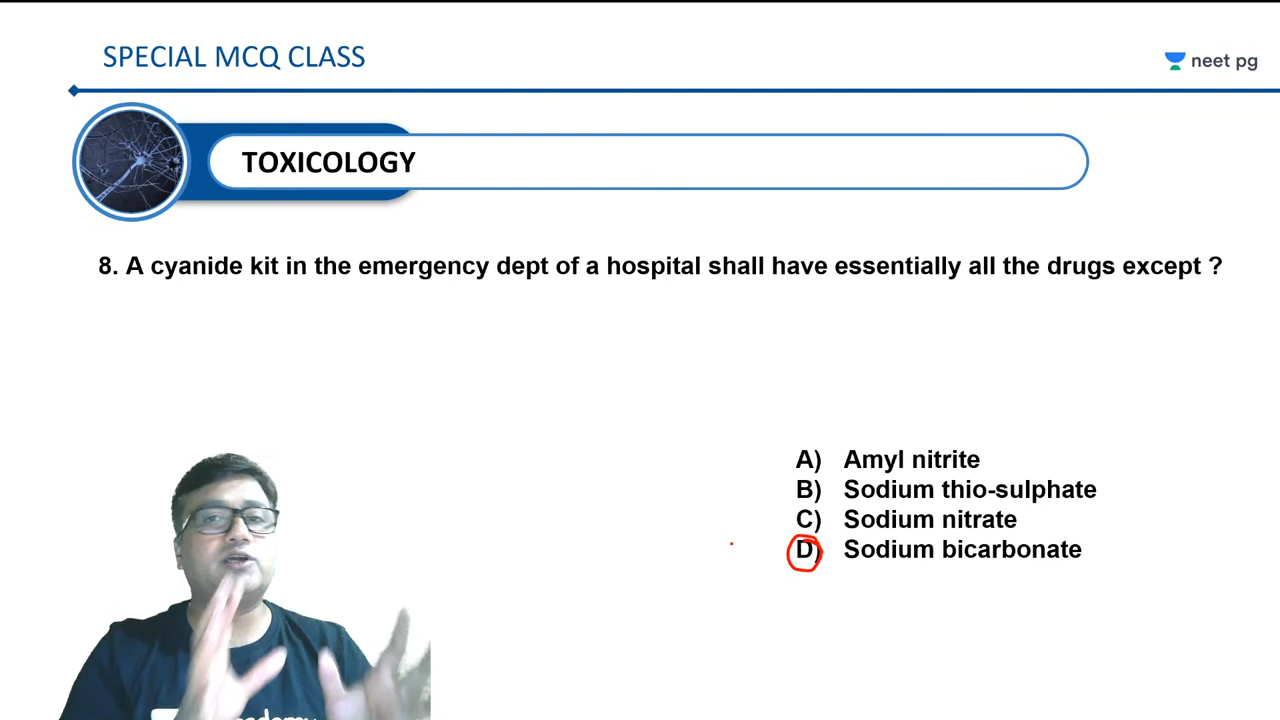 SPECIAL MCQ CLASS
neet pg
TOXICOLOGY
8. A cyanide kit in the emergency dept of a hospital shall have essentially all the drugs except ?
A) Amyl nitrite
B) Sodium thio-sulphate
C) Sodium nitrate
D) Sodium bicarbonate